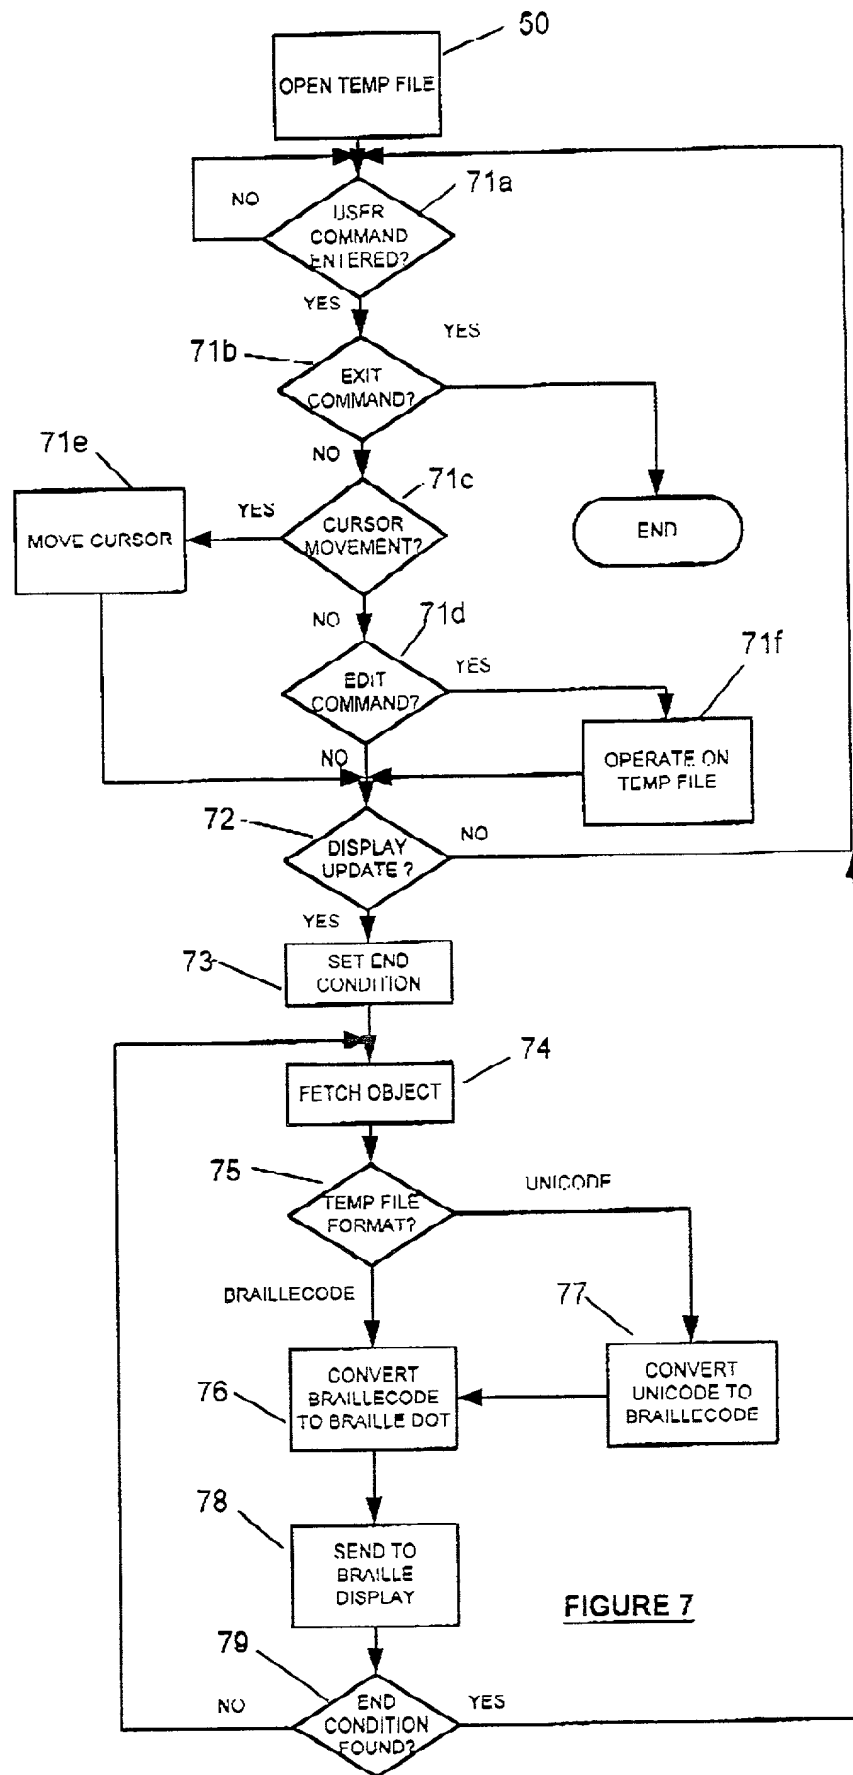 50
OPEN TEMP FILE
71a
NO
USER
COMMAND
ENTERED?
YES
YES
71b
EXIT
COMMAND?
71e
NO
71c
YES
MOVE CURSOR
CURSOR
MOVEMENT?
END
NO
71d
71f
YES
EDIT
COMMAND?
NO
OPERATE ON
TEMP FILE
72
NO
DISPLAY
UPDATE ?
YES
73
SET END
CONDITION
74
FETCH OBJECT
75
UNICODE
TEMP FILE
FORMAT?
BRAILLECODE
77
76
CONVERT
BRAILLECODE
TO BRAILLE DOT
CONVERT
UNICODE TO
BRAILLECODE
78
SEND TO
BRAILLE
DISPLAY
FIGURE 7
79
NO
YES
END
CONDITION
FOUND?